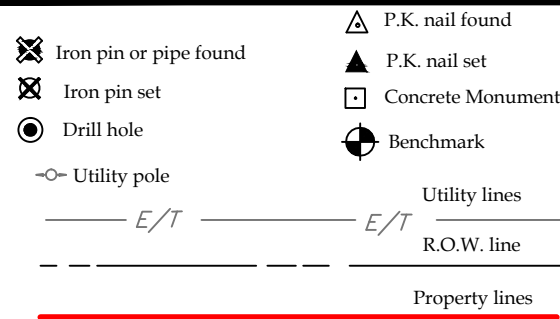 P.K. nail found
Iron pin or pipe found
P.K. nail set
Iron pin set
Concrete Monument
Drill hole
Benchmark
Utility pole
Utility lines
E/T E/T
R.O.W. line
Property lines